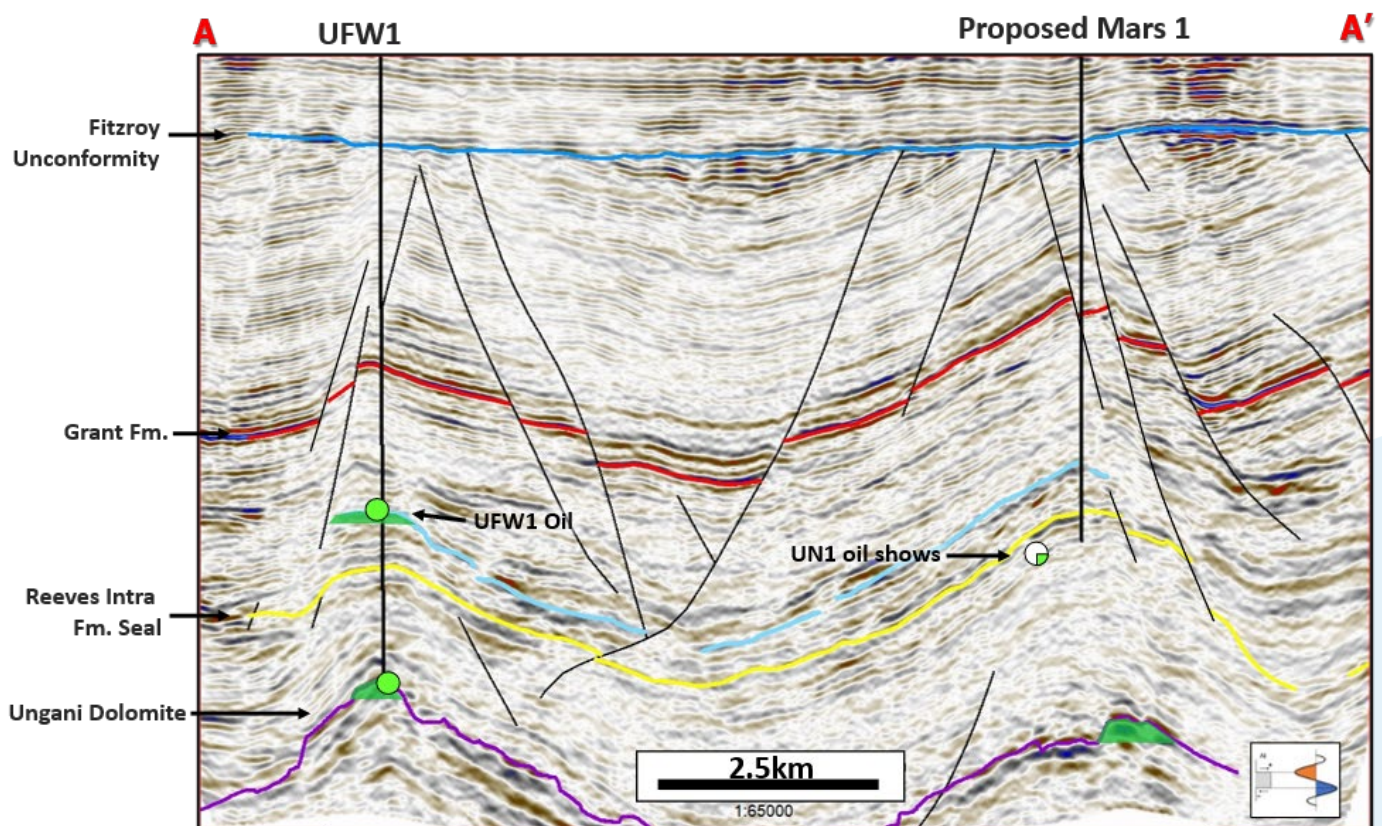 A
UFW1
Proposed Mars 1
A’
Fitzroy
Unconformity
Grant Fm.
UFW1 Oil
UN1 oil shows
Reeves Intra
Fm. Seal
Ungani Dolomite
2.5km
1:65000